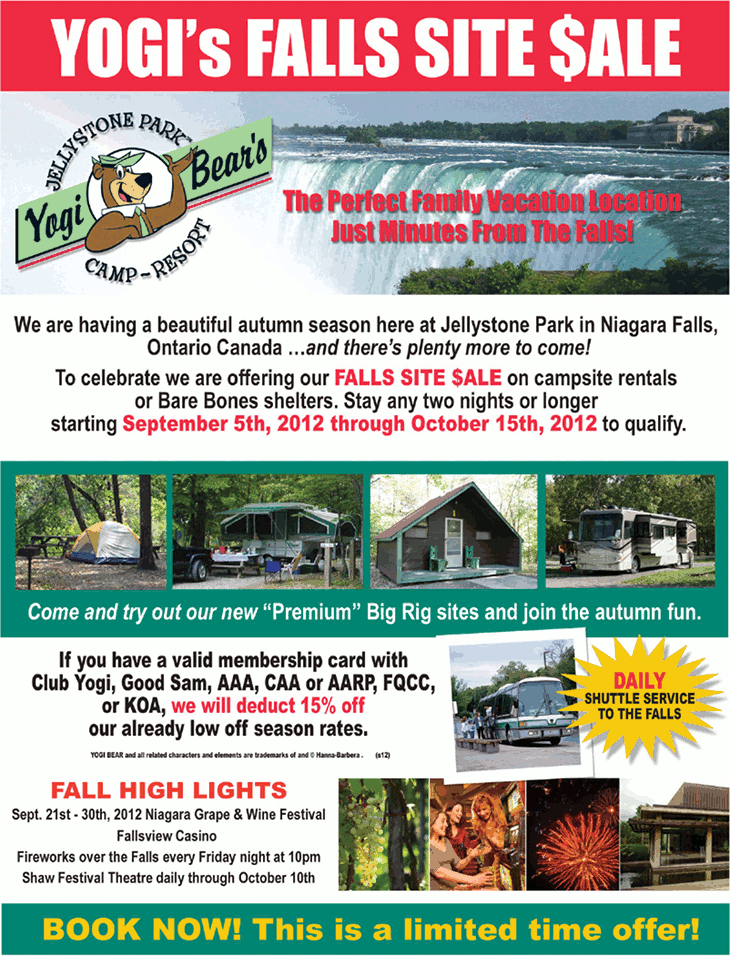 YOGI's FALLS SITE $ALE
JELLYSTONE PARK™
Yogi Bear's
CAMP~RESORT
The Perfect Family Vacation Location
Just Minutes From The Falls!
We are having a beautiful autumn season here at Jellystone Park in Niagara Falls,
Ontario Canada ...and there's plenty more to come!
To celebrate we are offering our FALLS SITE $ALE on campsite rentals
or Bare Bones shelters. Stay any two nights or longer
starting September 5th, 2012 through October 15th, 2012 to qualify.
Come and try out our new “Premium” Big Rig sites and join the autumn fun.
If you have a valid membership card with
Club Yogi, Good Sam, AAA, CAA or AARP, FQCC,
or KOA, we will deduct 15% off
our already low off season rates.
YOGI BEAR and all related characters and elements are trademarks of and © Hanna-Barbera . (s12)
DAILY
SHUTTLE SERVICE
TO THE FALLS
FALL HIGH LIGHTS
Sept. 21st - 30th, 2012 Niagara Grape & Wine Festival
Fallsview Casino
Fireworks over the Falls every Friday night at 10pm
Shaw Festival Theatre daily through October 10th
BOOK NOW! This is a limited time offer!